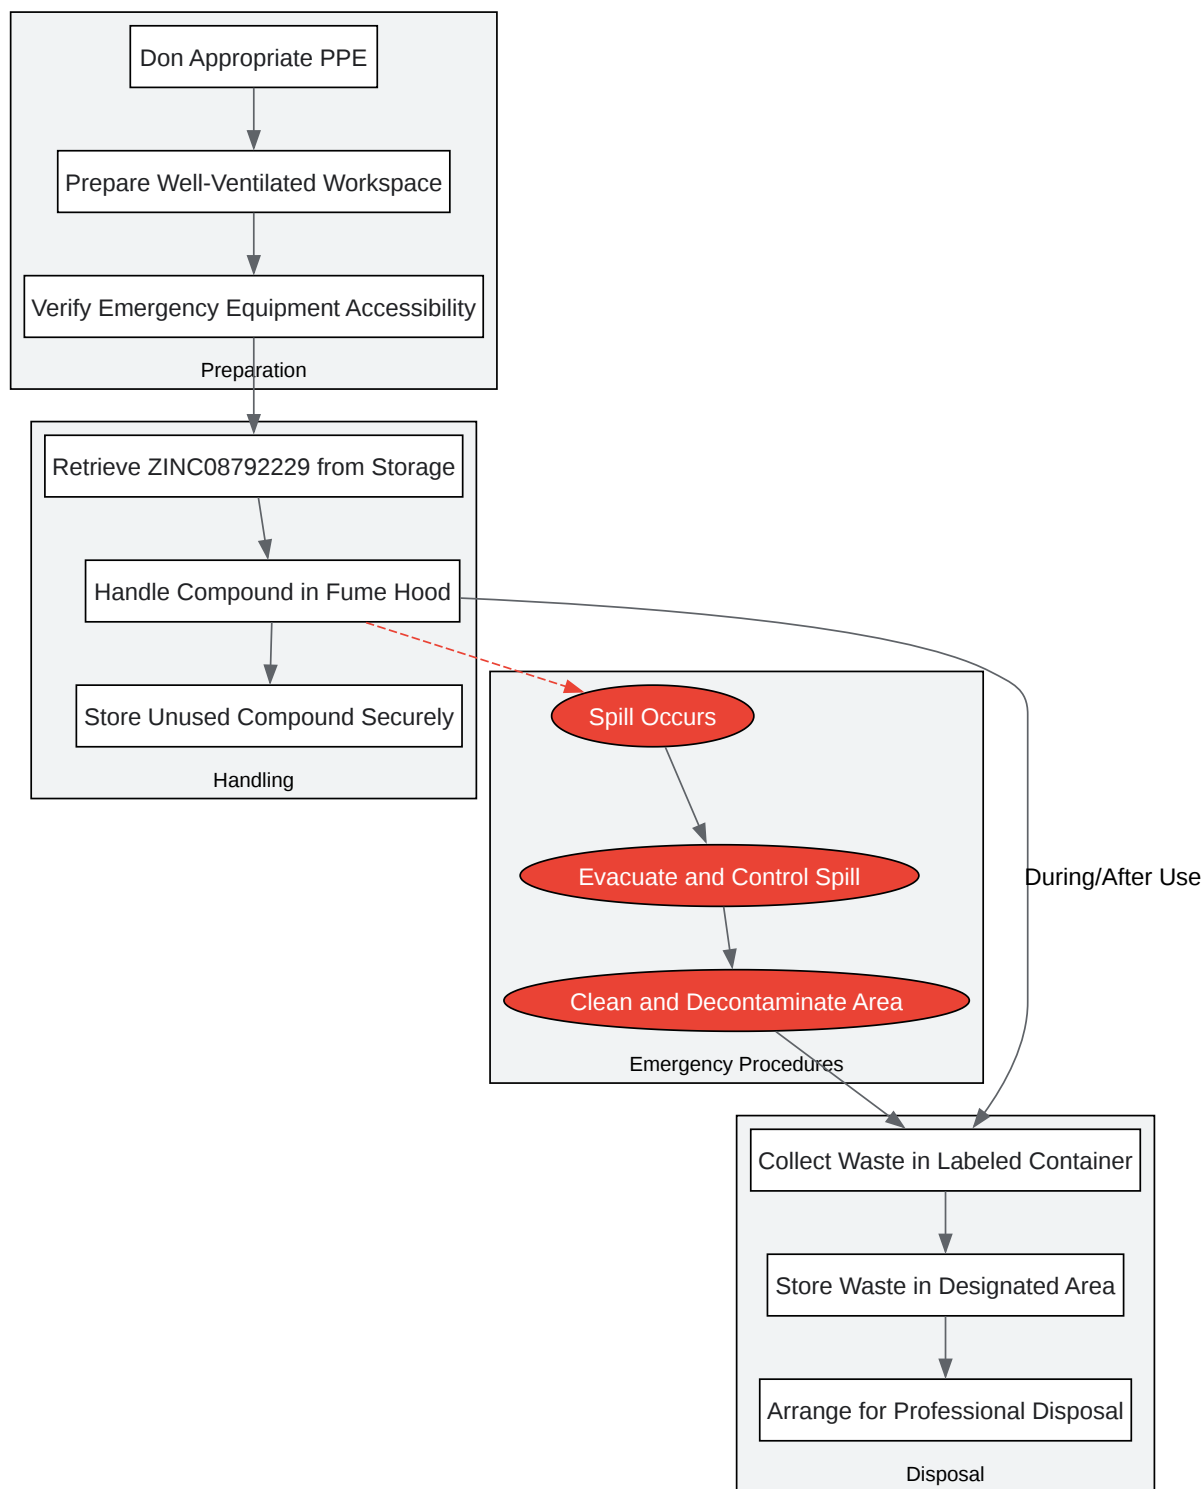 Don Appropriate PPE
Prepare Well-Ventilated Workspace
Verify Emergency Equipment Accessibility
Preparation
Retrieve ZINC08792229 from Storage
Handle Compound in Fume Hood
Store Unused Compound Securely
Handling
Spill Occurs
Evacuate and Control Spill
During/After Use
Clean and Decontaminate Area
Emergency Procedures
Collect Waste in Labeled Container
Store Waste in Designated Area
Arrange for Professional Disposal
Disposal